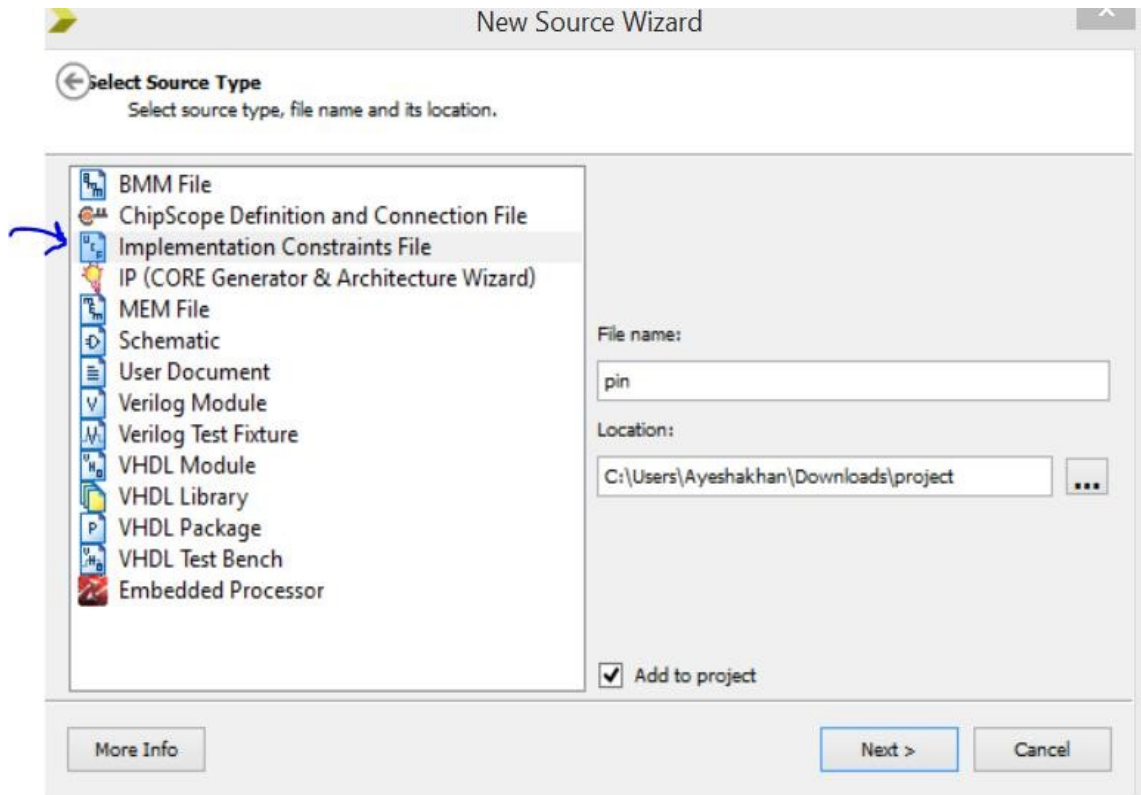 New Source Wizard
Select Source Type
Select source type, file name and its location.
BMM File
ChipScope Definition and Connection File
Implementation Constraints File
IP (CORE Generator & Architecture Wizard)
MEM File
Schematic
User Document
Verilog Module
Verilog Test Fixture
VHDL Module
VHDL Library
VHDL Package
VHDL Test Bench
Embedded Processor
File name:
pin
Location:
C:\Users\Ayeshakhan\Downloads\project
...
Add to project
More Info
Next >
Cancel